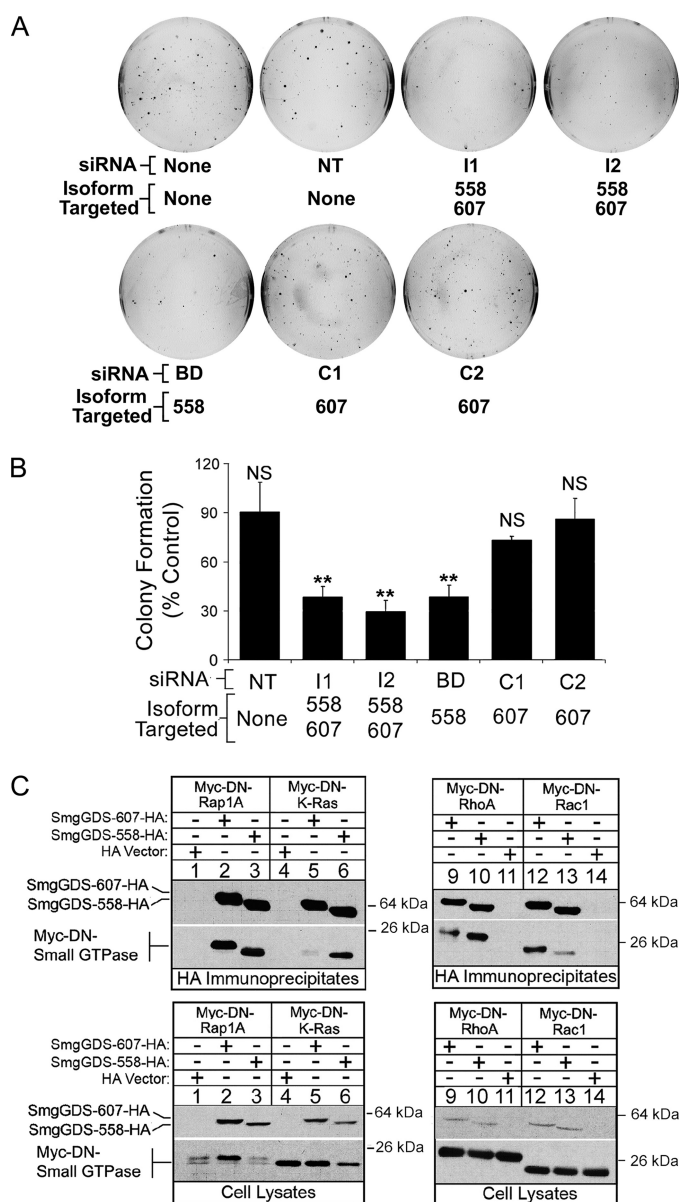 A
siRNA None NT I1 I2
Isoform Targeted None None 558 607 558 607
siRNA BD C1 C2
Isoform Targeted 558 607 607
B
Colony Formation (% Control)
120
90
60
30
0
NS ** ** ** NS NS
siRNA NT I1 I2 BD C1 C2
Isoform Targeted None 558 607 558 607 558 607 607
C
Myc-DN-Rap1A Myc-DN-K-Ras
SmgGDS-607-HA: - + - - + -
SmgGDS-558-HA: - - + - - +
HA Vector: + - - + - -
1 2 3 4 5 6
SmgGDS-607-HA
SmgGDS-558-HA
64 kDa
26 kDa
Myc-DN-Small GTPase
HA Immunoprecipitates
Myc-DN-RhoA Myc-DN-Rac1
+ - - + - -
- + - - + -
- - + - - +
9 10 11 12 13 14
64 kDa
26 kDa
HA Immunoprecipitates
Myc-DN-Rap1A Myc-DN-K-Ras
SmgGDS-607-HA: - + - - + -
SmgGDS-558-HA: - - + - - +
HA Vector: + - - + - -
1 2 3 4 5 6
SmgGDS-607-HA
SmgGDS-558-HA
64 kDa
26 kDa
Myc-DN-Small GTPase
Cell Lysates
Myc-DN-RhoA Myc-DN-Rac1
+ - - + - -
- + - - + -
- - + - - +
9 10 11 12 13 14
64 kDa
26 kDa
Cell Lysates